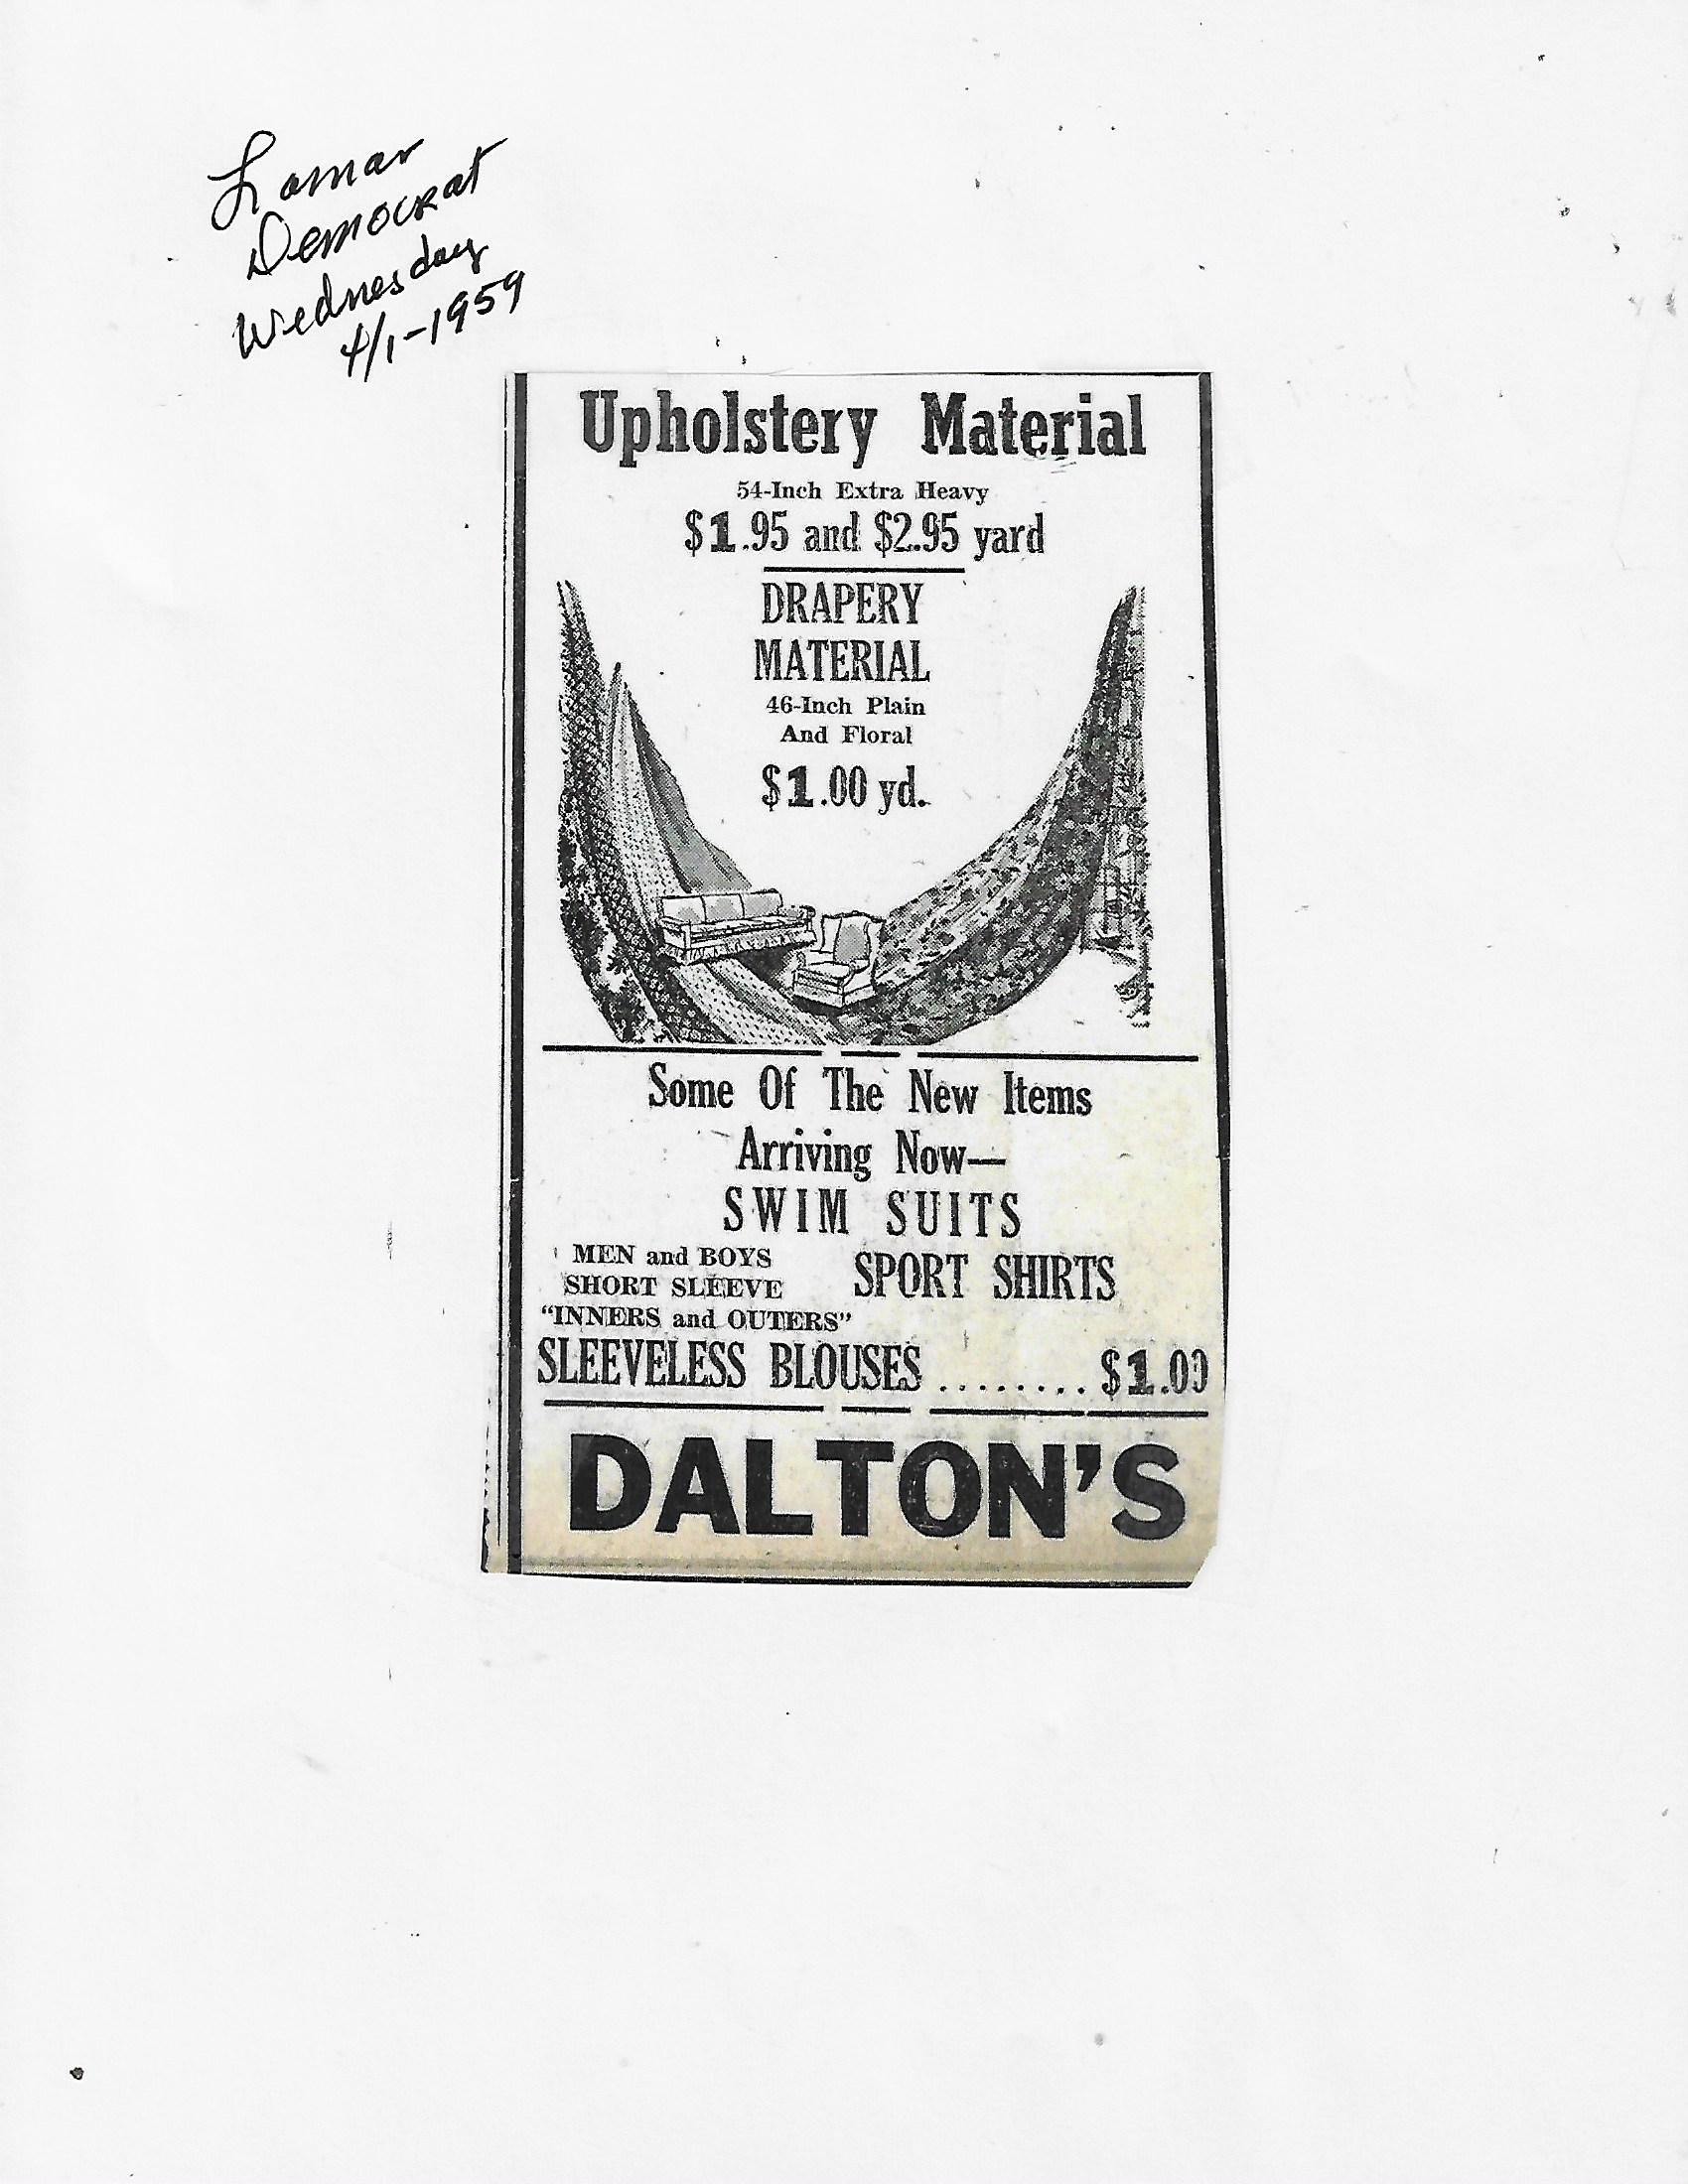 Lamar
Democrat
Wednesday
4/1-1959
Upholstery Material
54-Inch Extra Heavy
$1.95 and $2.95 yard
DRAPERY
MATERIAL
46-Inch Plain
And Floral
$1.00 yd.
Some Of The New Items
Arriving Now—
SWIM SUITS
MEN and BOYS
SHORT SLEEVE
SPORT SHIRTS
"INNERS and OUTERS"
SLEEVELESS BLOUSES ........ $1.00
DALTON'S